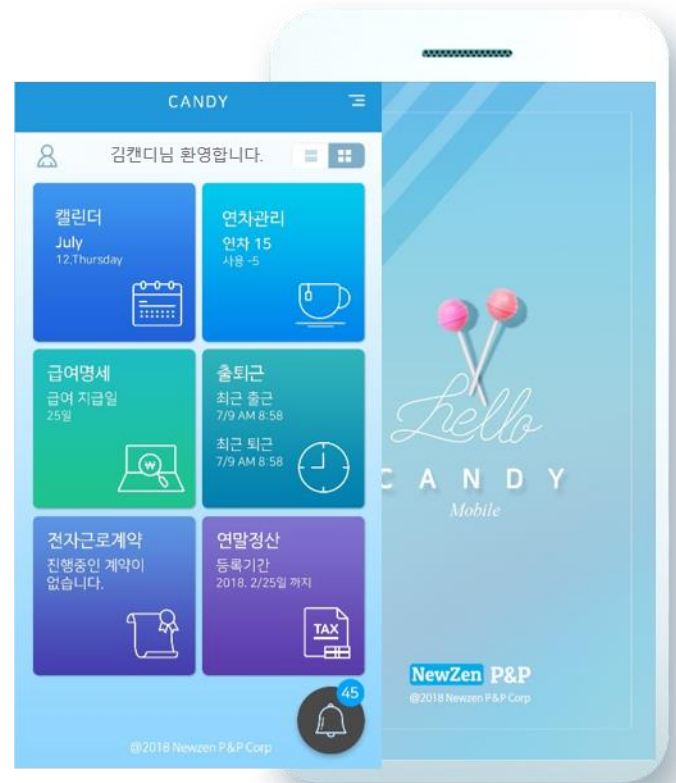 CANDY
김캔디님 환영합니다.
캘린더
July
12,Thursday
연차관리
연차 15
사용 -5
급여명세
급여 지급일
25일
출퇴근
최근 출근
7/9 AM 8:58
최근 퇴근
7/9 AM 8:58
전자근로계약
진행중인 계약이
없습니다.
연말정산
등록기간
2018. 2/25일 까지
TAX
45
@2018 Newzen P&P Corp
hello
CANDY
Mobile
NewZen P&P
@2018 Newzen P&P Corp